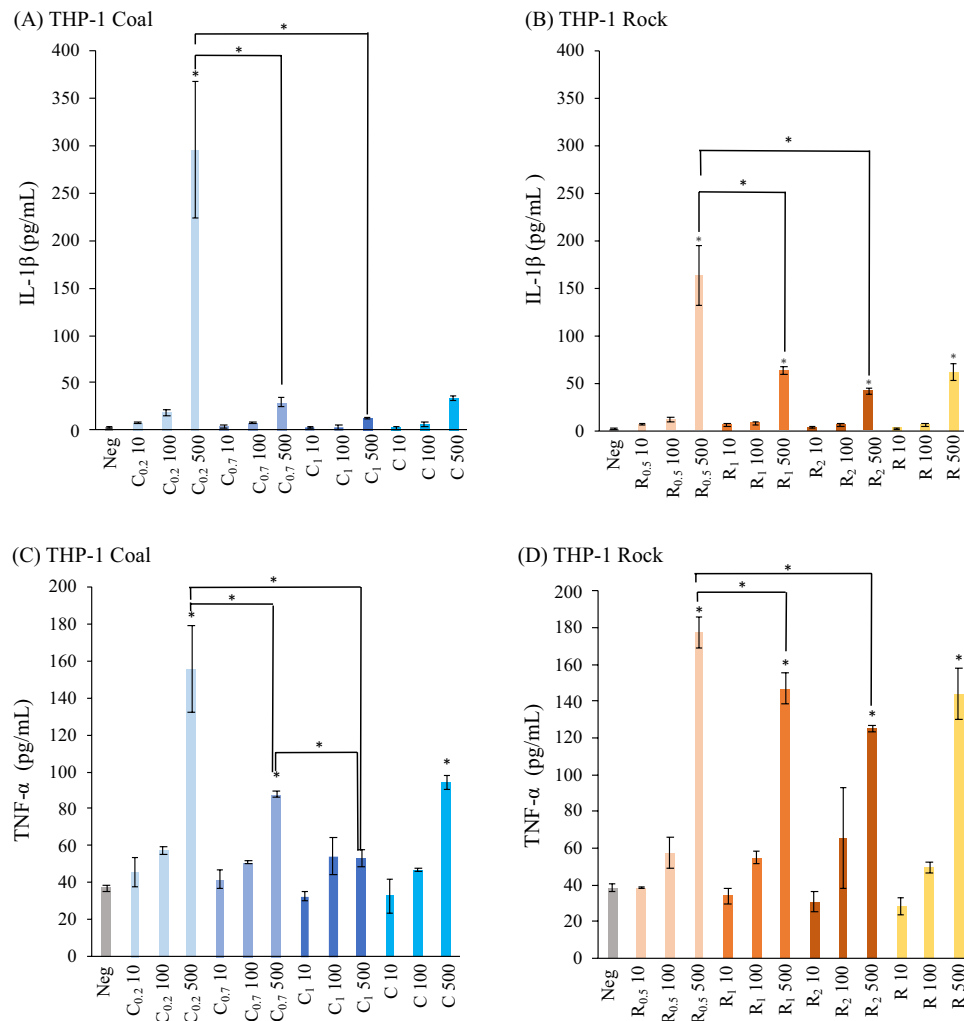 (A) THP-1 Coal
IL-1β (pg/mL)
400
350
300
250
200
150
100
50
0
*
*
*
Neg
C0.2 10
C0.2 100
C0.2 500
C0.7 10
C0.7 100
C0.7 500
C1 10
C1 100
C1 500
C 10
C 100
C 500
(B) THP-1 Rock
IL-1β (pg/mL )
400
350
300
250
200
150
100
50
0
*
*
*
*
*
*
Neg
R0.5 10
R0.5 100
R0.5 500
R1 10
R1 100
R1 500
R2 10
R2 100
R2 500
R 10
R 100
R 500
(C) THP-1 Coal
TNF-α (pg/mL)
200
180
160
140
120
100
80
60
40
20
0
*
*
*
*
*
*
Neg
C0.2 10
C0.2 100
C0.2 500
C0.7 10
C0.7 100
C0.7 500
C1 10
C1 100
C1 500
C 10
C 100
C 500
(D) THP-1 Rock
TNF-α (pg/mL)
200
180
160
140
120
100
80
60
40
20
0
*
*
*
*
*
*
Neg
R0.5 10
R0.5 100
R0.5 500
R1 10
R1 100
R1 500
R2 10
R2 100
R2 500
R 10
R 100
R 500